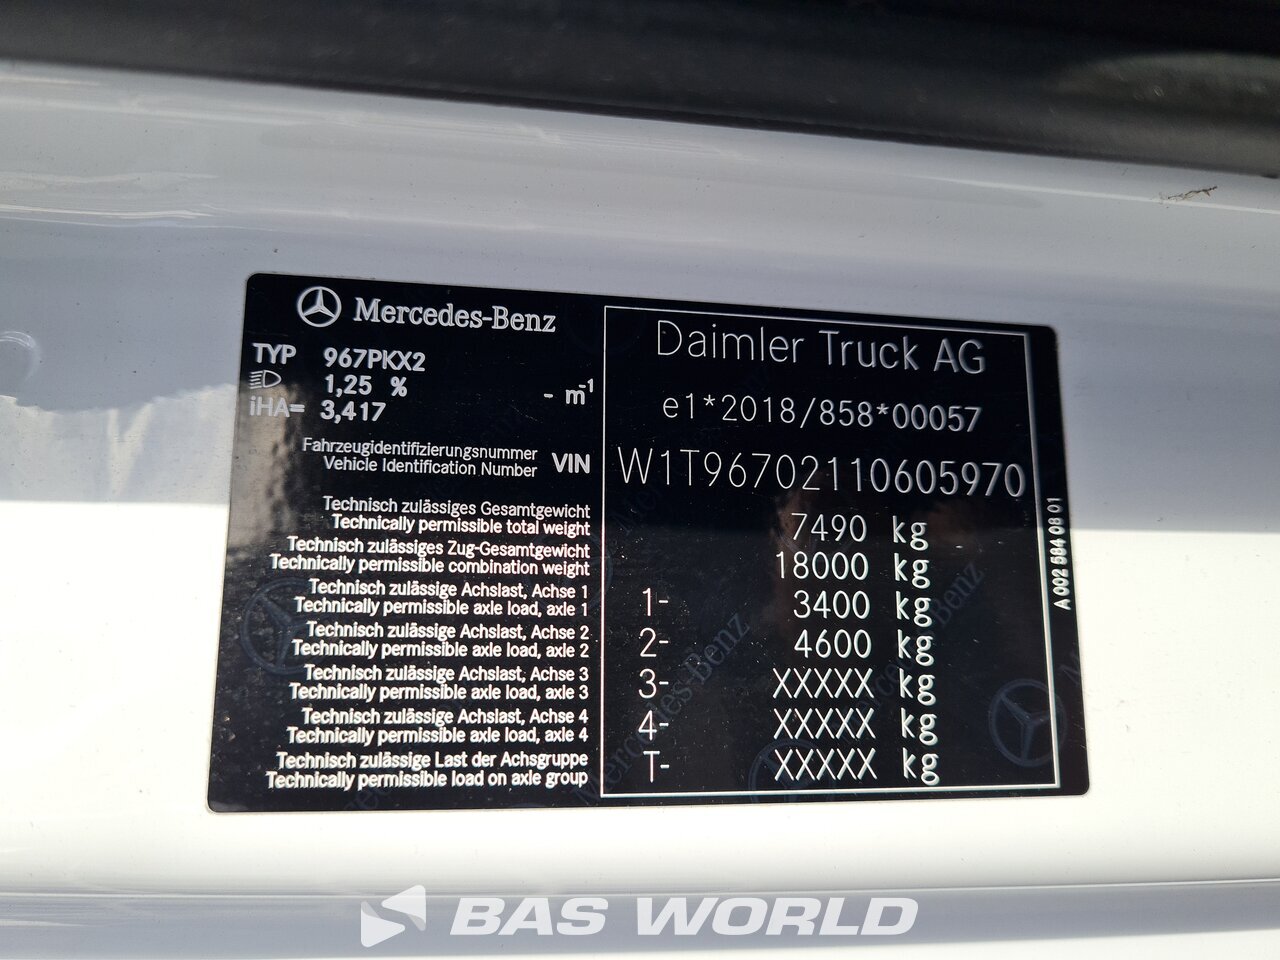 Mercedes-Benz
TYP 967PKX2
1,25 % - m-1
iHA= 3,417
Daimler Truck AG
e1*2018/858*00057
Fahrzeugidentifizierungsnummer
Vehicle Identification Number VIN W1T96702110605970
Technisch zulässiges Gesamtgewicht
Technically permissible total weight 7490 kg
Technisch zulässiges Zug-Gesamtgewicht
Technically permissible combination weight 18000 kg
Technisch zulässige Achslast, Achse 1
Technically permissible axle load, axle 1 1- 3400 kg
Technisch zulässige Achslast, Achse 2
Technically permissible axle load, axle 2 2- 4600 kg
Technisch zulässige Achslast, Achse 3
Technically permissible axle load, axle 3 3- XXXXX kg
Technisch zulässige Achslast, Achse 4
Technically permissible axle load, axle 4 4- XXXXX kg
Technisch zulässige Last der Achsgruppe
Technically permissible load on axle group T- XXXXX kg
A 002 584 08 01
BAS WORLD